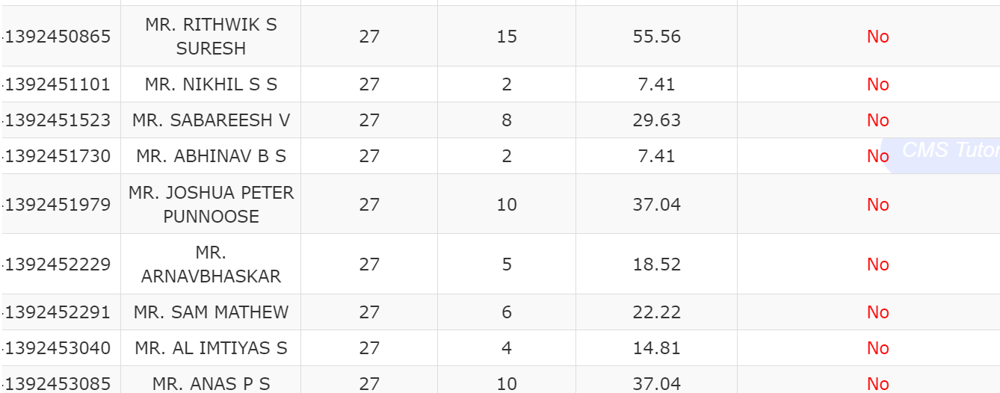 -1392450865 MR. RITHWIK S SURESH 27 15 55.56 No
-1392451101 MR. NIKHIL S S 27 2 7.41 No
-1392451523 MR. SABAREESH V 27 8 29.63 No
-1392451730 MR. ABHINAV B S 27 2 7.41 No
CMS Tutor
-1392451979 MR. JOSHUA PETER PUNNOOSE 27 10 37.04 No
-1392452229 MR. ARNAVBHASKAR 27 5 18.52 No
-1392452291 MR. SAM MATHEW 27 6 22.22 No
-1392453040 MR. AL IMTIYAS S 27 4 14.81 No
-1392453085 MR. ANAS P S 27 10 37.04 No